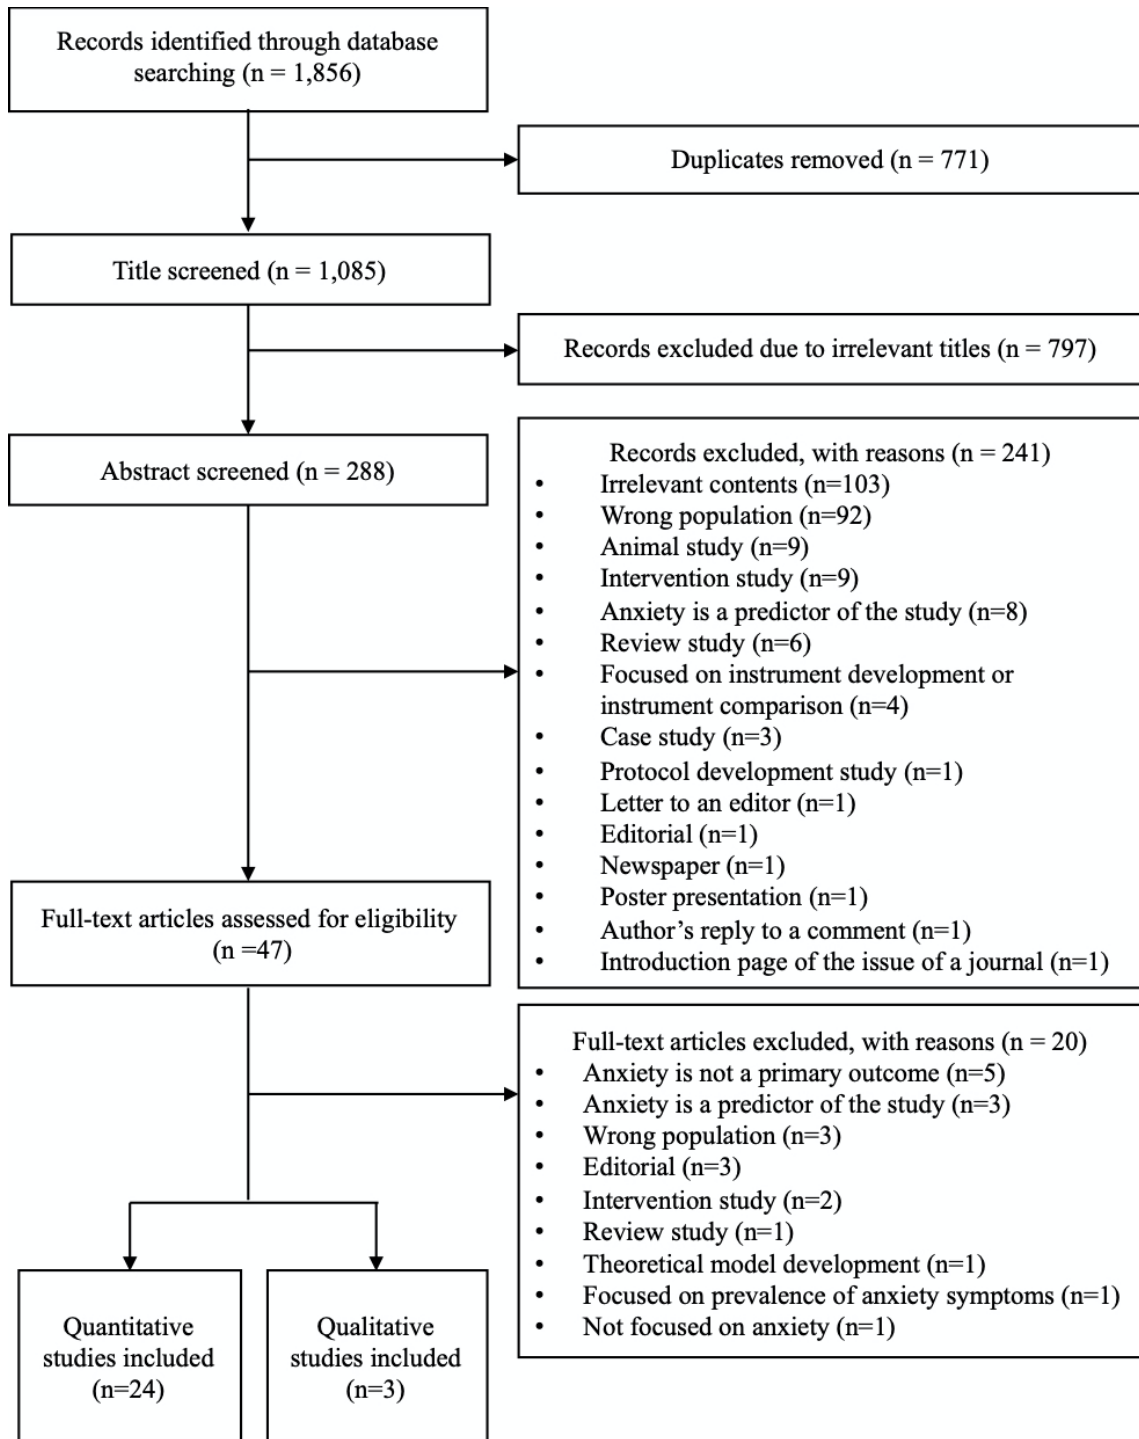 Records identified through database
searching (n = 1,856)
Duplicates removed (n = 771)
Title screened (n = 1,085)
Records excluded due to irrelevant titles (n = 797)
Abstract screened (n = 288)
Records excluded, with reasons (n = 241)
• Irrelevant contents (n=103)
• Wrong population (n=92)
• Animal study (n=9)
• Intervention study (n=9)
• Anxiety is a predictor of the study (n=8)
• Review study (n=6)
• Focused on instrument development or
instrument comparison (n=4)
• Case study (n=3)
• Protocol development study (n=1)
• Letter to an editor (n=1)
• Editorial (n=1)
• Newspaper (n=1)
• Poster presentation (n=1)
• Author’s reply to a comment (n=1)
• Introduction page of the issue of a journal (n=1)
Full-text articles assessed for eligibility
(n =47)
Full-text articles excluded, with reasons (n = 20)
• Anxiety is not a primary outcome (n=5)
• Anxiety is a predictor of the study (n=3)
• Wrong population (n=3)
• Editorial (n=3)
• Intervention study (n=2)
• Review study (n=1)
• Theoretical model development (n=1)
• Focused on prevalence of anxiety symptoms (n=1)
• Not focused on anxiety (n=1)
Quantitative
studies included
(n=24)
Qualitative
studies included
(n=3)